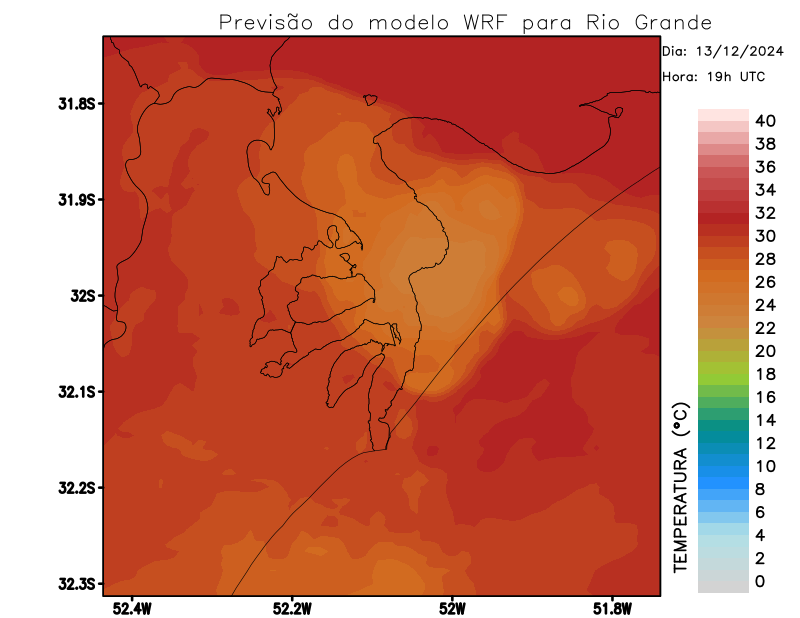 Previsão do modelo WRF para Rio Grande
Dia: 13/12/2024
Hora: 19h UTC
31.8S
31.9S
32S
32.1S
32.2S
32.3S
52.4W
52.2W
52W
51.8W
TEMPERATURA (°C)
40
38
36
34
32
30
28
26
24
22
20
18
16
14
12
10
8
6
4
2
0